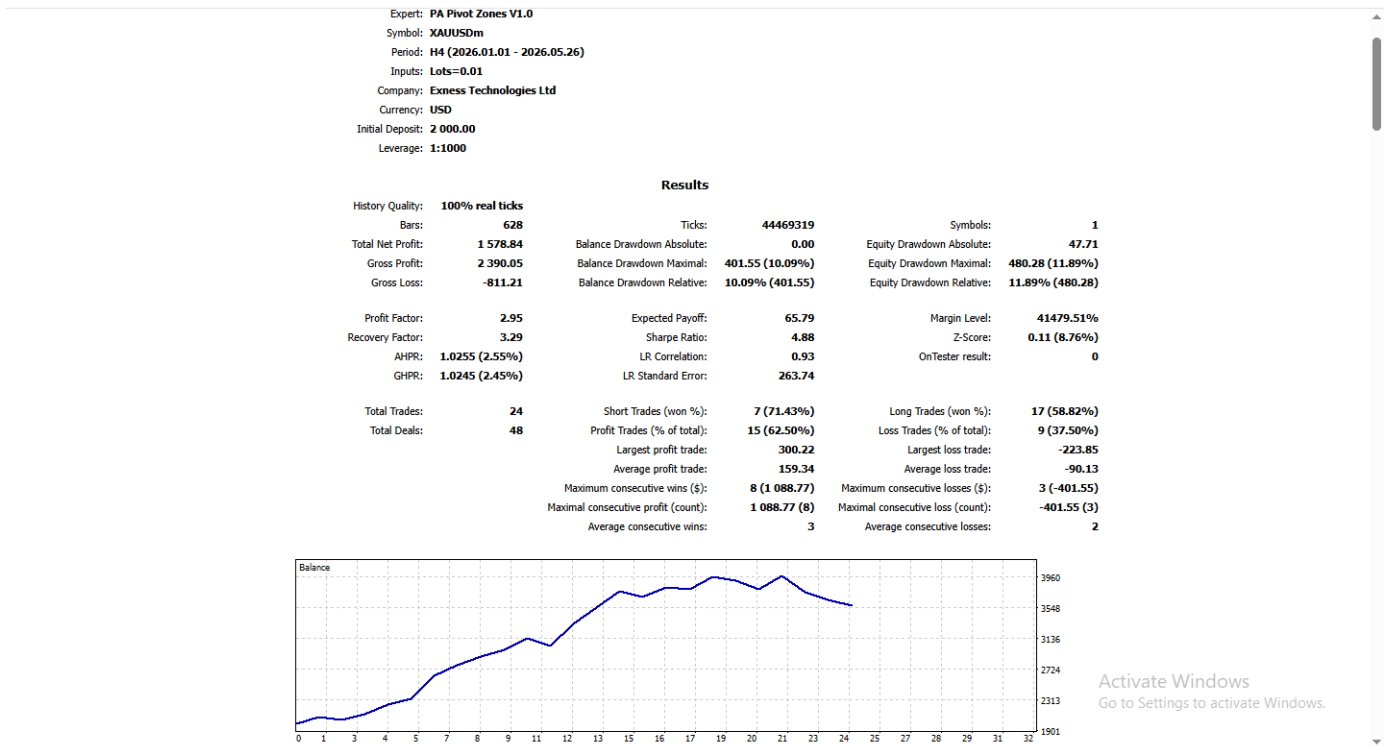 Expert: PA Pivot Zones V1.0
Symbol: XAUUSDm
Period: H4 (2026.01.01 - 2026.05.26)
Inputs: Lots=0.01
Company: Exness Technologies Ltd
Currency: USD
Initial Deposit: 2 000.00
Leverage: 1:1000
Results
History Quality: 100% real ticks
Bars: 628 Ticks: 44469319 Symbols: 1
Total Net Profit: 1 578.84 Balance Drawdown Absolute: 0.00 Equity Drawdown Absolute: 47.71
Gross Profit: 2 390.05 Balance Drawdown Maximal: 401.55 (10.09%) Equity Drawdown Maximal: 480.28 (11.89%)
Gross Loss: -811.21 Balance Drawdown Relative: 10.09% (401.55) Equity Drawdown Relative: 11.89% (480.28)
Profit Factor: 2.95 Expected Payoff: 65.79 Margin Level: 41479.51%
Recovery Factor: 3.29 Sharpe Ratio: 4.88 Z-Score: 0.11 (8.76%)
AHPR: 1.0255 (2.55%) LR Correlation: 0.93 OnTester result: 0
GHPR: 1.0245 (2.45%) LR Standard Error: 263.74
Total Trades: 24 Short Trades (won %): 7 (71.43%) Long Trades (won %): 17 (58.82%)
Total Deals: 48 Profit Trades (% of total): 15 (62.50%) Loss Trades (% of total): 9 (37.50%)
Largest profit trade: 300.22 Largest loss trade: -223.85
Average profit trade: 159.34 Average loss trade: -90.13
Maximum consecutive wins ($): 8 (1 088.77) Maximum consecutive losses ($): 3 (-401.55)
Maximal consecutive profit (count): 1 088.77 (8) Maximal consecutive loss (count): -401.55 (3)
Average consecutive wins: 3 Average consecutive losses: 2
Balance
3960
3548
3136
2724
2313
1901
0 1 3 4 5 7 8 9 11 12 13 15 16 17 19 20 21 23 24 25 27 28 29 31 32
Activate Windows
Go to Settings to activate Windows.